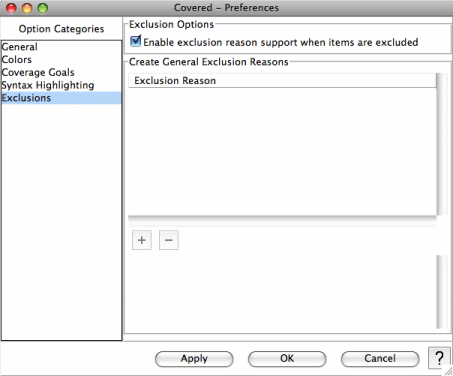 Covered - Preferences
Option Categories
General
Colors
Coverage Goals
Syntax Highlighting
Exclusions
Exclusion Options
Enable exclusion reason support when items are excluded
Create General Exclusion Reasons
Exclusion Reason
+ −
Apply OK Cancel ?